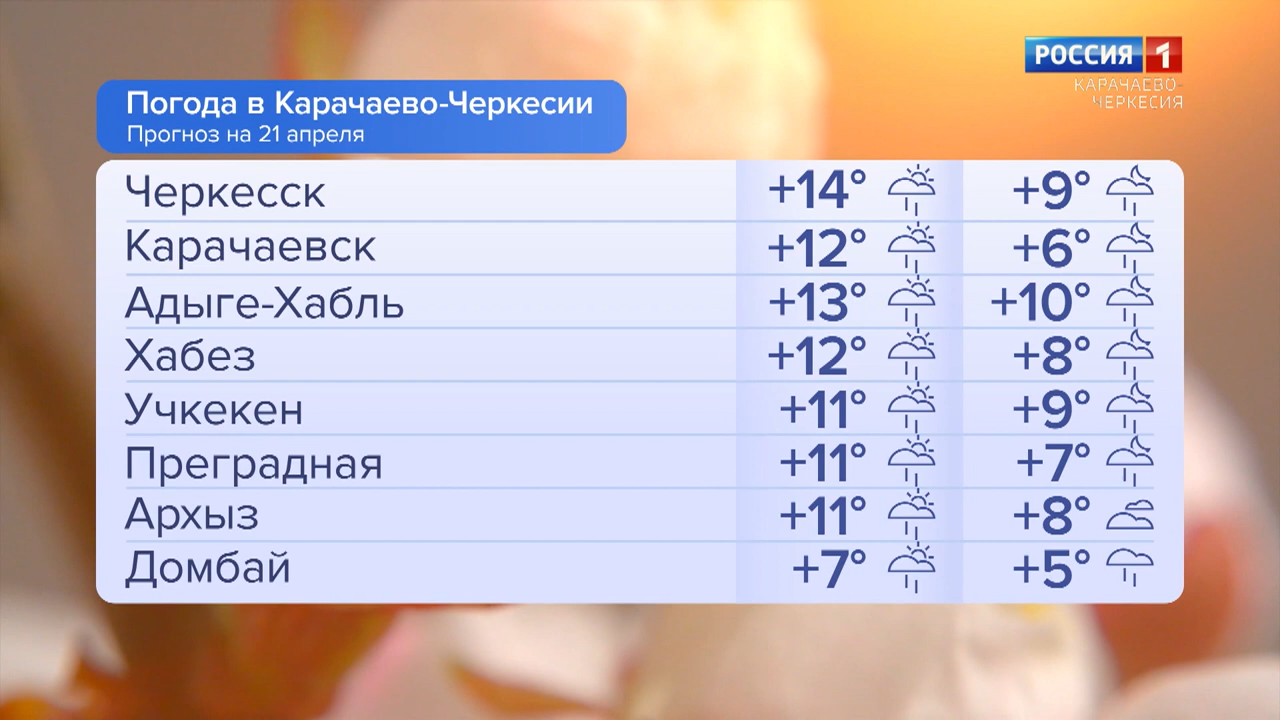 РОССИЯ 1
КАРАЧАЕВО-
ЧЕРКЕСИЯ
Погода в Карачаево-Черкесии
Прогноз на 21 апреля
Черкесск +14° +9°
Карачаевск +12° +6°
Адыге-Хабль +13° +10°
Хабез +12° +8°
Учкекен +11° +9°
Преградная +11° +7°
Архыз +11° +8°
Домбай +7° +5°